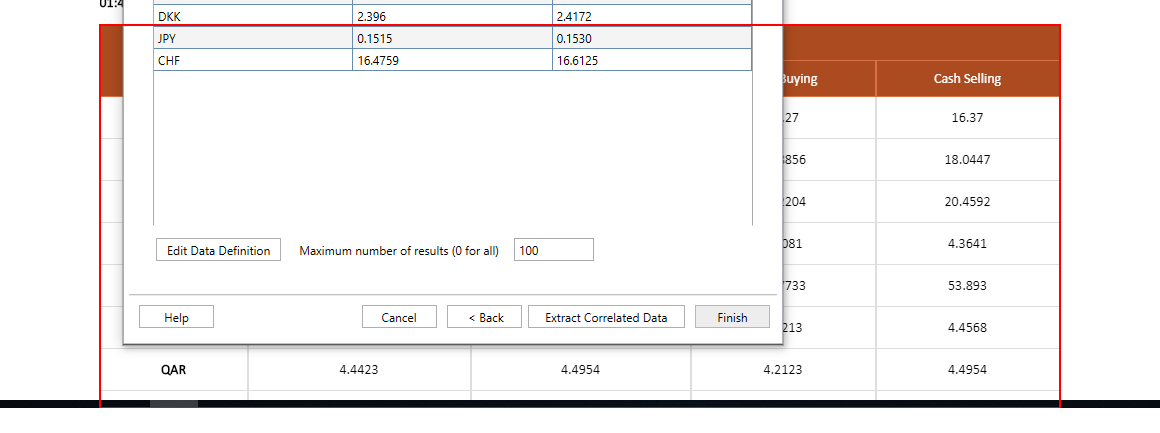 01:4
DKK 2.396 2.4172
JPY 0.1515 0.1530
CHF 16.4759 16.6125
Buying Cash Selling
.27 16.37
856 18.0447
204 20.4592
081 4.3641
733 53.893
213 4.4568
Edit Data Definition Maximum number of results (0 for all) 100
Help Cancel < Back Extract Correlated Data Finish
QAR 4.4423 4.4954 4.2123 4.4954